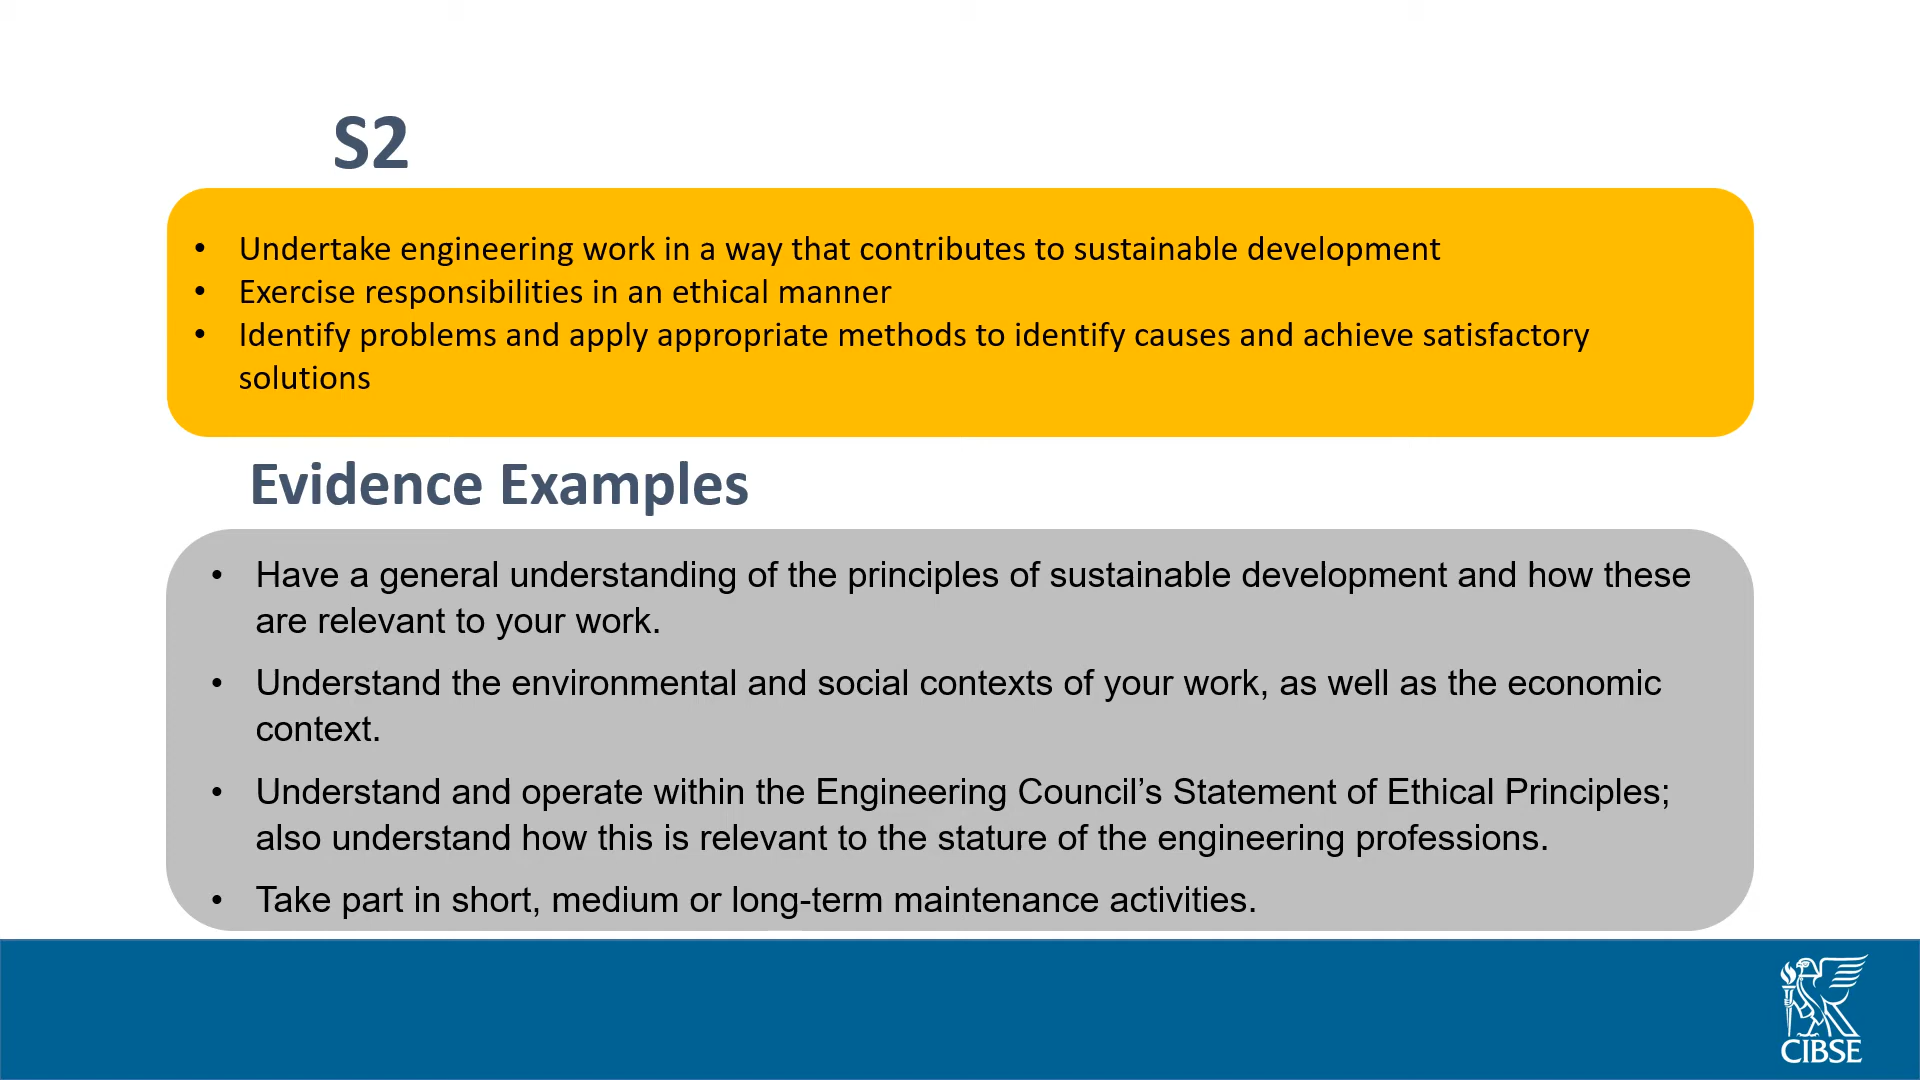 S2
• Undertake engineering work in a way that contributes to sustainable development
• Exercise responsibilities in an ethical manner
• Identify problems and apply appropriate methods to identify causes and achieve satisfactory
solutions
Evidence Examples
• Have a general understanding of the principles of sustainable development and how these
are relevant to your work.
• Understand the environmental and social contexts of your work, as well as the economic
context.
• Understand and operate within the Engineering Council’s Statement of Ethical Principles;
also understand how this is relevant to the stature of the engineering professions.
• Take part in short, medium or long-term maintenance activities.
CIBSE